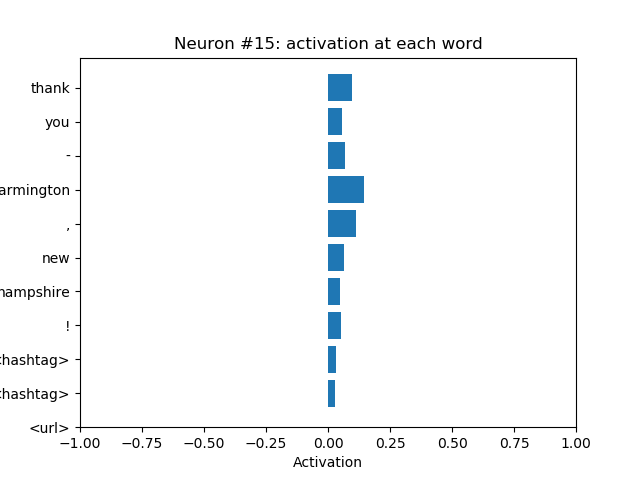 Neuron #15: activation at each word
thank
you
-
armington
,
new
hampshire
!
hashtag>
hashtag>
<url>
−1.00 −0.75 −0.50 −0.25 0.00 0.25 0.50 0.75 1.00
Activation